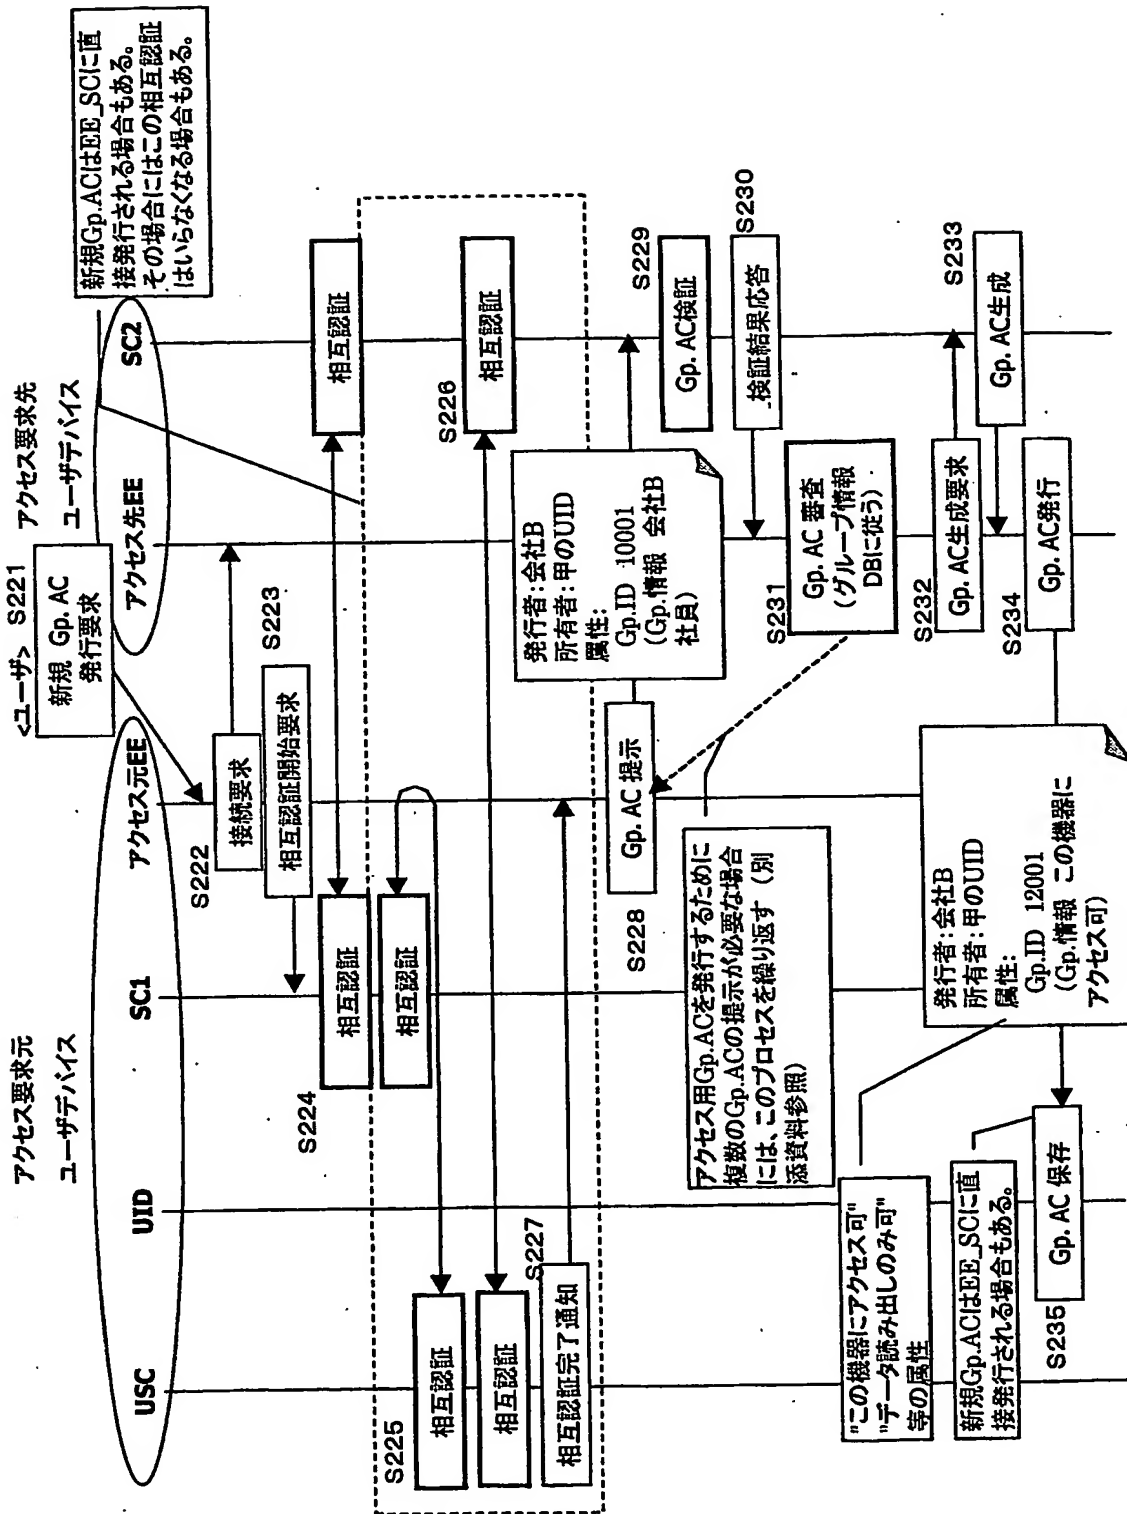 アクセス要求元
ユーザデバイス
USC
UID
SC1
アクセス元EE
<ユーザ> S221
新規 Gp. AC
発行要求
アクセス要求先
ユーザデバイス
アクセス先EE
SC2
新規Gp.ACはEE_SCに直
接発行される場合もある。
その場合にはこの相互認証
はいらなくなる場合もある。
S222
接続要求
S223
相互認証開始要求
S224
相互認証
相互認証
S225
相互認証
相互認証
S226
相互認証
相互認証
S227
相互認証完了通知
S228
Gp. AC 提示
発行者:会社B
所有者:甲のUID
属性:
Gp.ID 10001
(Gp.情報 会社B
社員)
S229
Gp. AC検証
S230
検証結果応答
S231
Gp. AC 審査
(グループ情報
DBに従う)
アクセス用Gp.ACを発行するために
複数のGp.ACの提示が必要な場合
には、このプロセスを繰り返す (別
添資料参照)
S232
Gp. AC生成要求
S233
Gp. AC生成
S234
Gp. AC発行
発行者:会社B
所有者:甲のUID
属性:
Gp.ID 12001
(Gp.情報 この機器に
アクセス可)
"この機器にアクセス可"
"データ読み出しのみ可"
等の属性
新規Gp.ACはEE_SCに直
接発行される場合もある。
S235
Gp. AC 保存